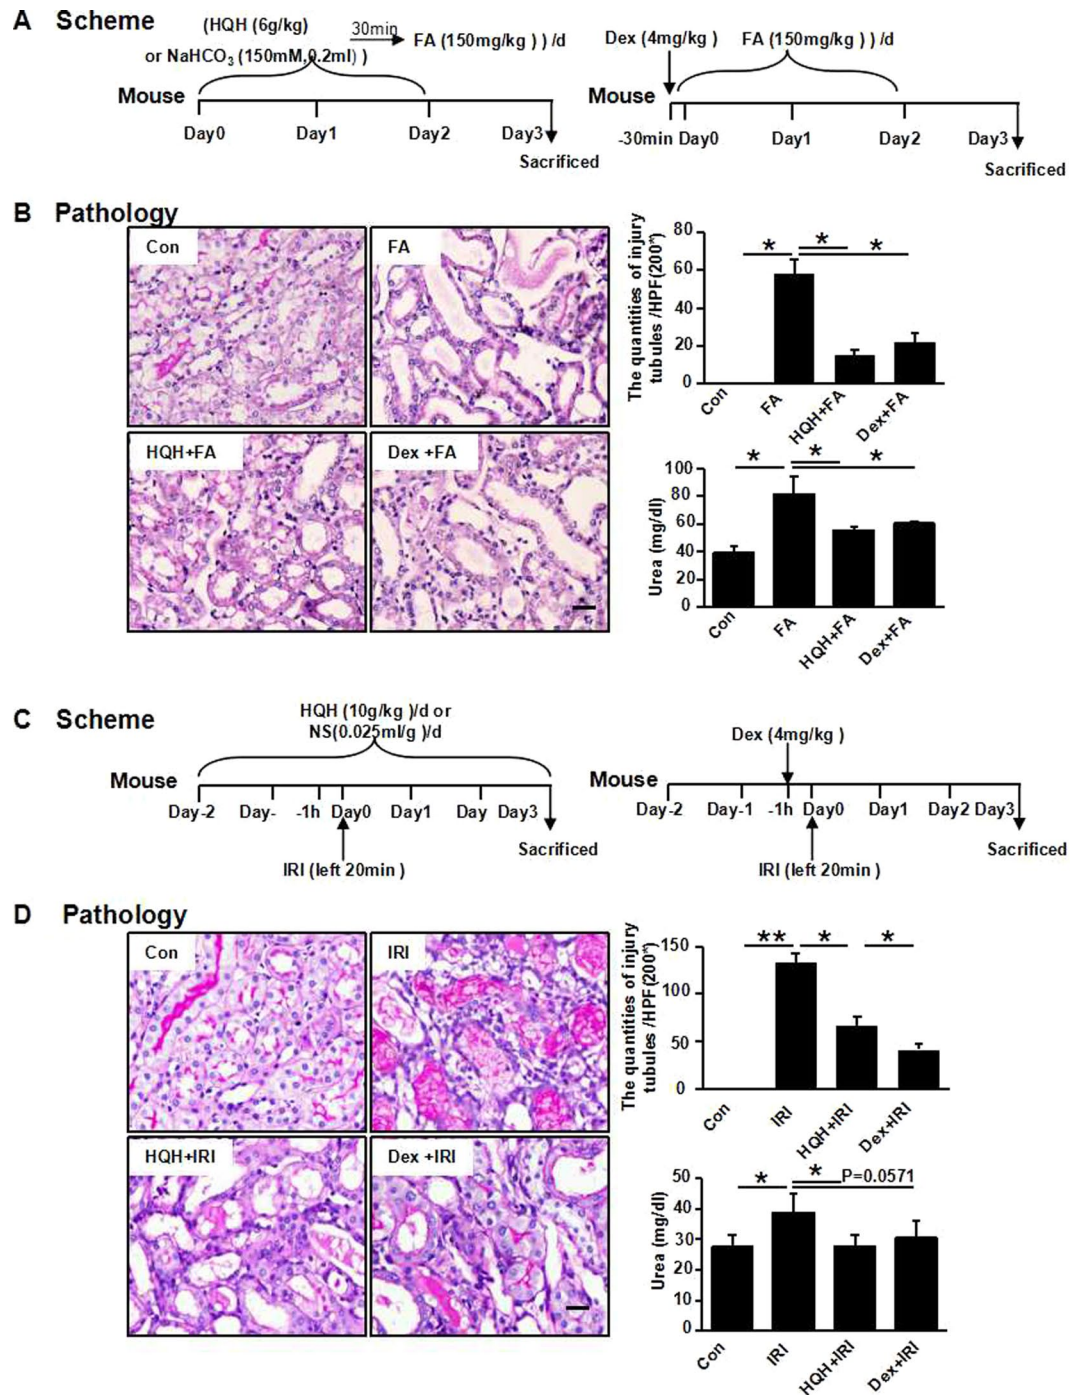 A Scheme
(HQH (6g/kg)
or NaHCO3 (150mM,0.2ml) )
30min
FA (150mg/kg ) ) /d
Mouse
Day0 Day1 Day2 Day3
Sacrificed
Dex (4mg/kg ) FA (150mg/kg ) ) /d
Mouse
-30min Day0 Day1 Day2 Day3
Sacrificed
B Pathology
Con FA
HQH+FA Dex +FA
The quantities of injury
tubules /HPF(200*)
80
60
40
20
0
* * *
Con FA HQH+FA Dex+FA
Urea (mg/dl)
100
80
60
40
20
0
* * *
Con FA HQH+FA Dex+FA
C Scheme
HQH (10g/kg )/d or
NS(0.025ml/g )/d
Mouse
Day-2 Day- -1h Day0 Day1 Day Day3
Sacrificed
IRI (left 20min )
Dex (4mg/kg )
Mouse
Day-2 Day-1 -1h Day0 Day1 Day2 Day3
Sacrificed
IRI (left 20min )
D Pathology
Con IRI
HQH+IRI Dex +IRI
The quantities of injury
tubules /HPF(200*)
150
100
50
0
** * *
Con IRI HQH+IRI Dex+IRI
Urea (mg/dl)
50
40
30
20
10
0
* * P=0.0571
Con IRI HQH+IRI Dex+IRI